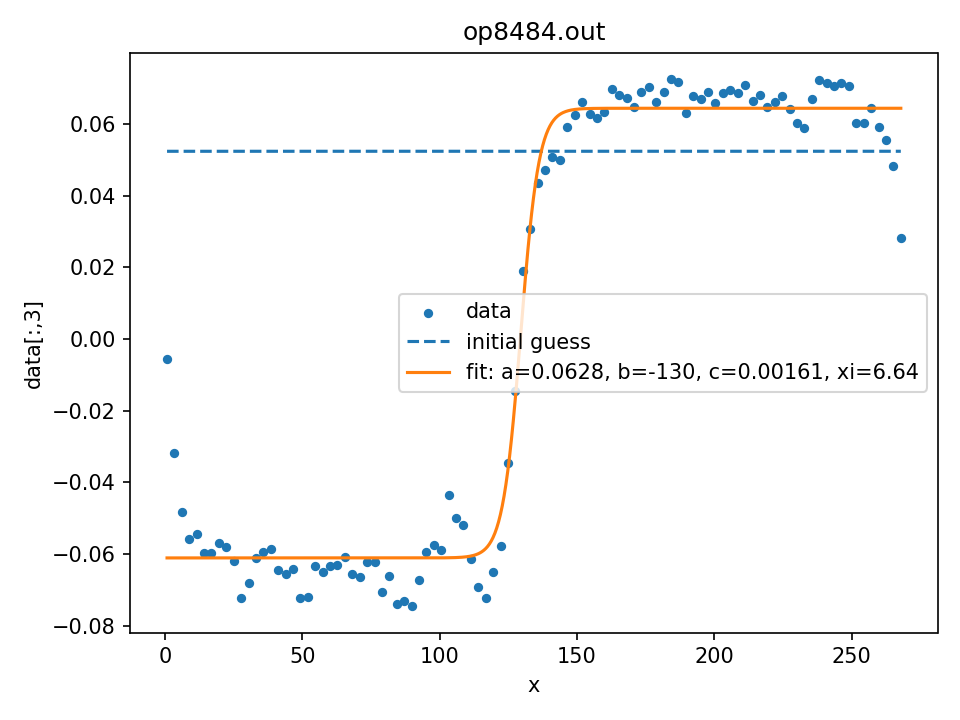 op8484.out
0.06
0.04
0.02
0.00
−0.02
−0.04
−0.06
−0.08
data[:,3]
data
initial guess
fit: a=0.0628, b=-130, c=0.00161, xi=6.64
0 50 100 150 200 250
x